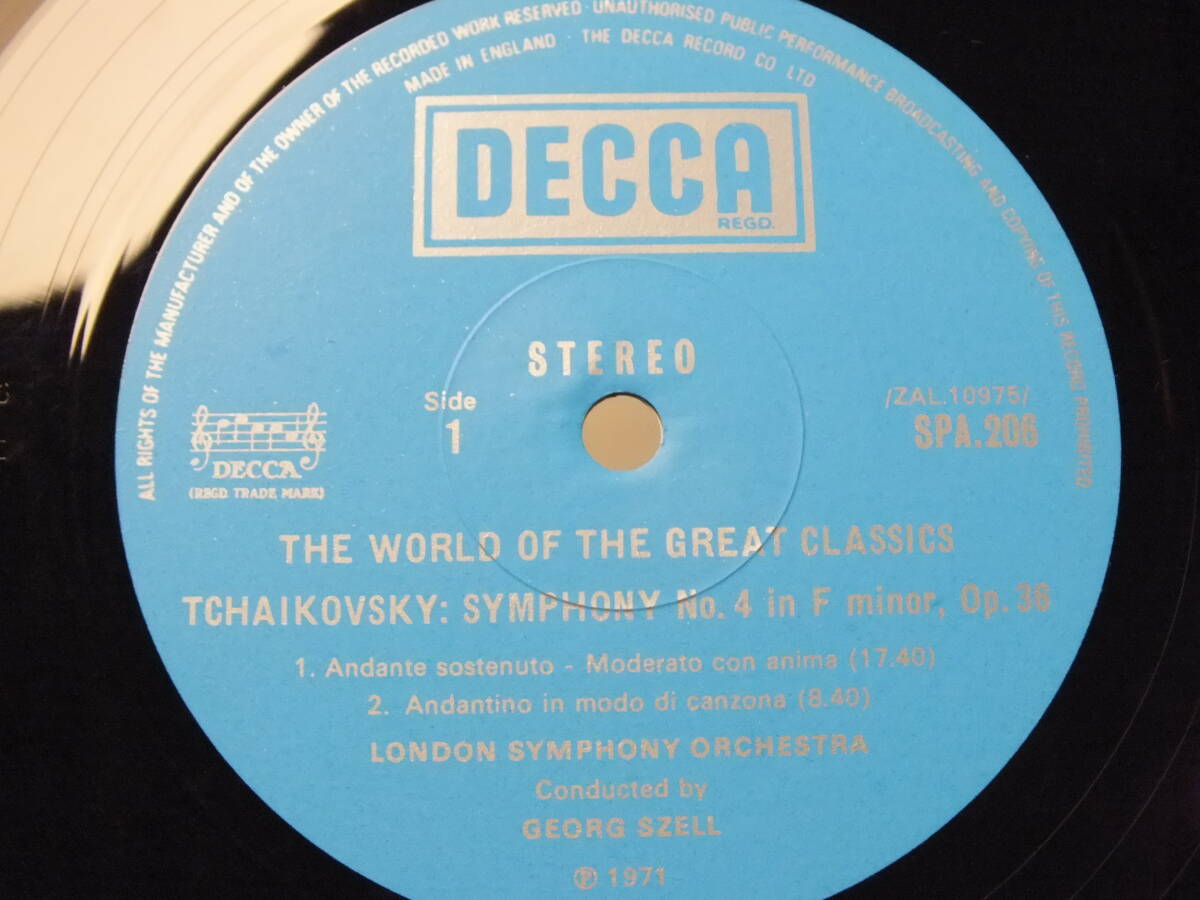 ALL RIGHTS OF THE MANUFACTURER AND OF THE OWNER OF THE RECORDED WORK RESERVED · UNAUTHORISED PUBLIC PERFORMANCE BROADCASTING AND COPYING OF THIS RECORD PROHIBITED
MADE IN ENGLAND · THE DECCA RECORD CO LTD
DECCA
REGD.
STEREO
Side
1
/ZAL.10975/
SPA.206
DECCA
(REGD. TRADE MARK)
THE WORLD OF THE GREAT CLASSICS
TCHAIKOVSKY: SYMPHONY No. 4 in F minor, Op. 36
1. Andante sostenuto - Moderato con anima (17.40)
2. Andantino in modo di canzona (8.40)
LONDON SYMPHONY ORCHESTRA
Conducted by
GEORG SZELL
℗ 1971